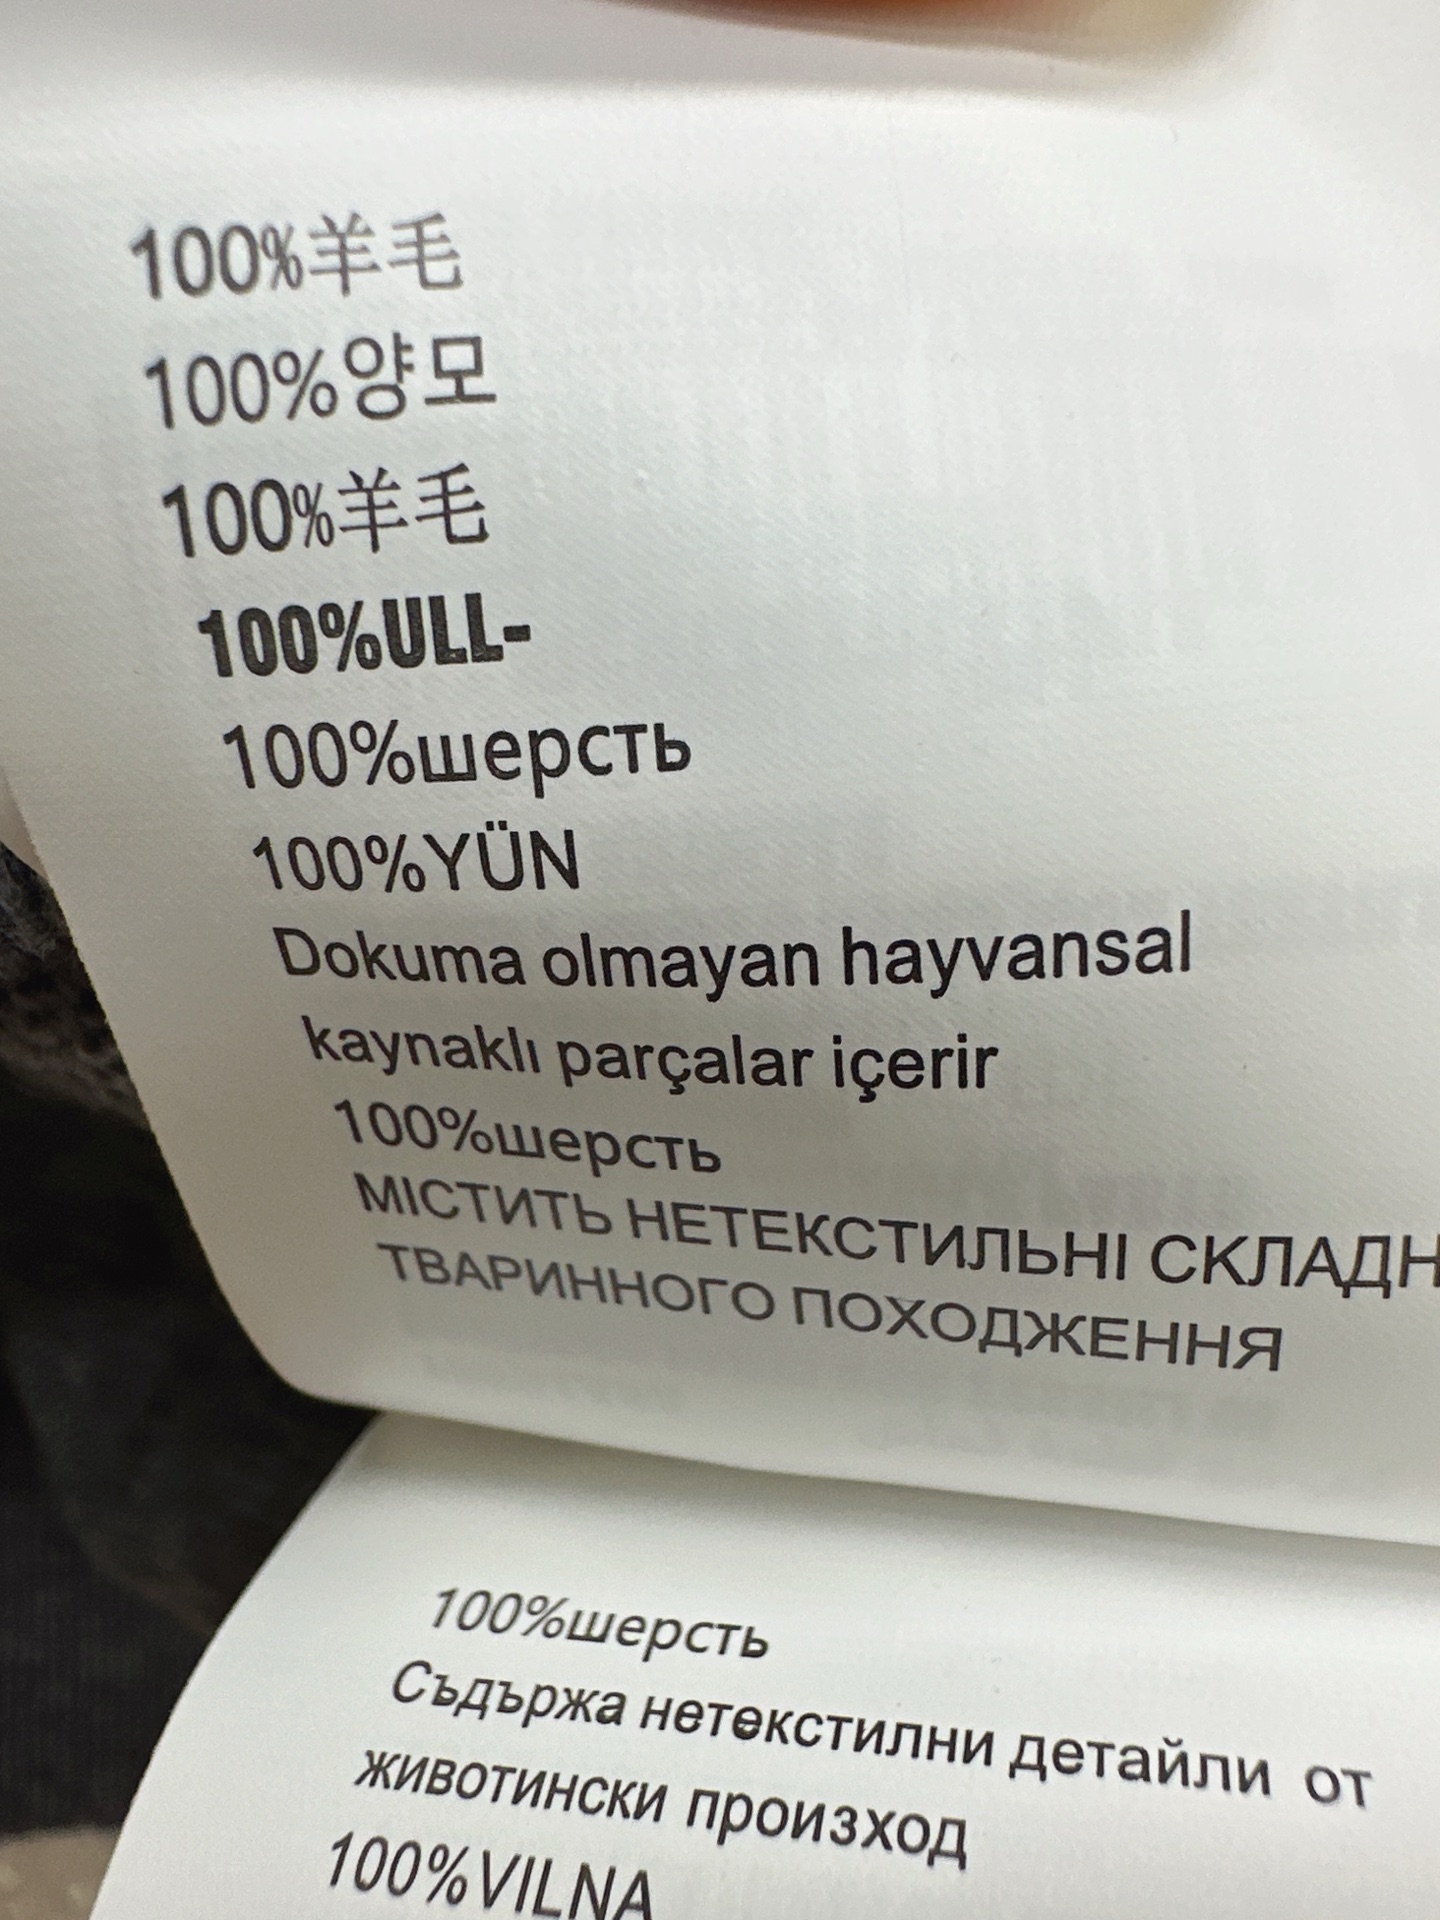 100%羊毛
100%양모
100%羊毛
100%ULL-
100%шерсть
100%YÜN
Dokuma olmayan hayvansal
kaynaklı parçalar içerir
100%шерсть
МІСТИТЬ НЕТЕКСТИЛЬНІ СКЛАДН
ТВАРИННОГО ПОХОДЖЕННЯ
100%шерсть
Съдържа нетекстилни детайли от
животински произход
100%VILNA